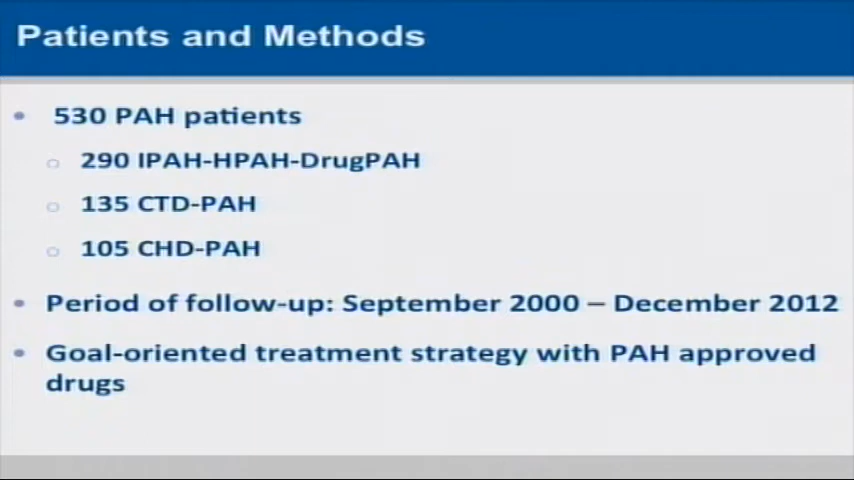 Patients and Methods
• 530 PAH patients
o 290 IPAH-HPAH-DrugPAH
o 135 CTD-PAH
o 105 CHD-PAH
• Period of follow-up: September 2000 – December 2012
• Goal-oriented treatment strategy with PAH approved
drugs